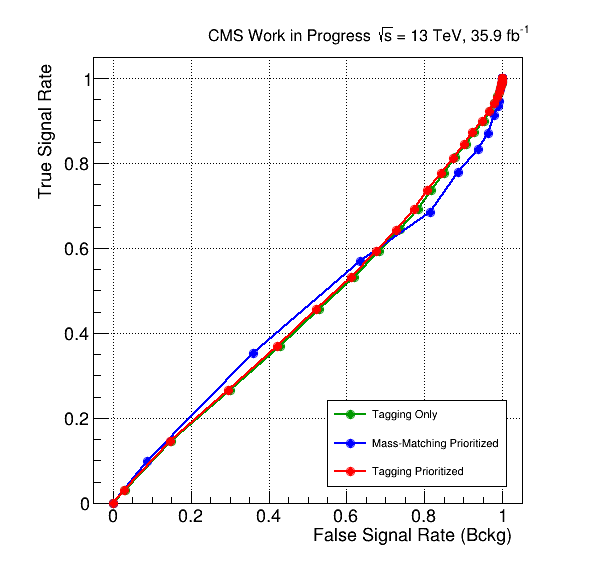 CMS Work in Progress √s = 13 TeV, 35.9 fb⁻¹
True Signal Rate
1
0.8
0.6
0.4
0.2
0
Tagging Only
Mass-Matching Prioritized
Tagging Prioritized
0 0.2 0.4 0.6 0.8 1
False Signal Rate (Bckg)